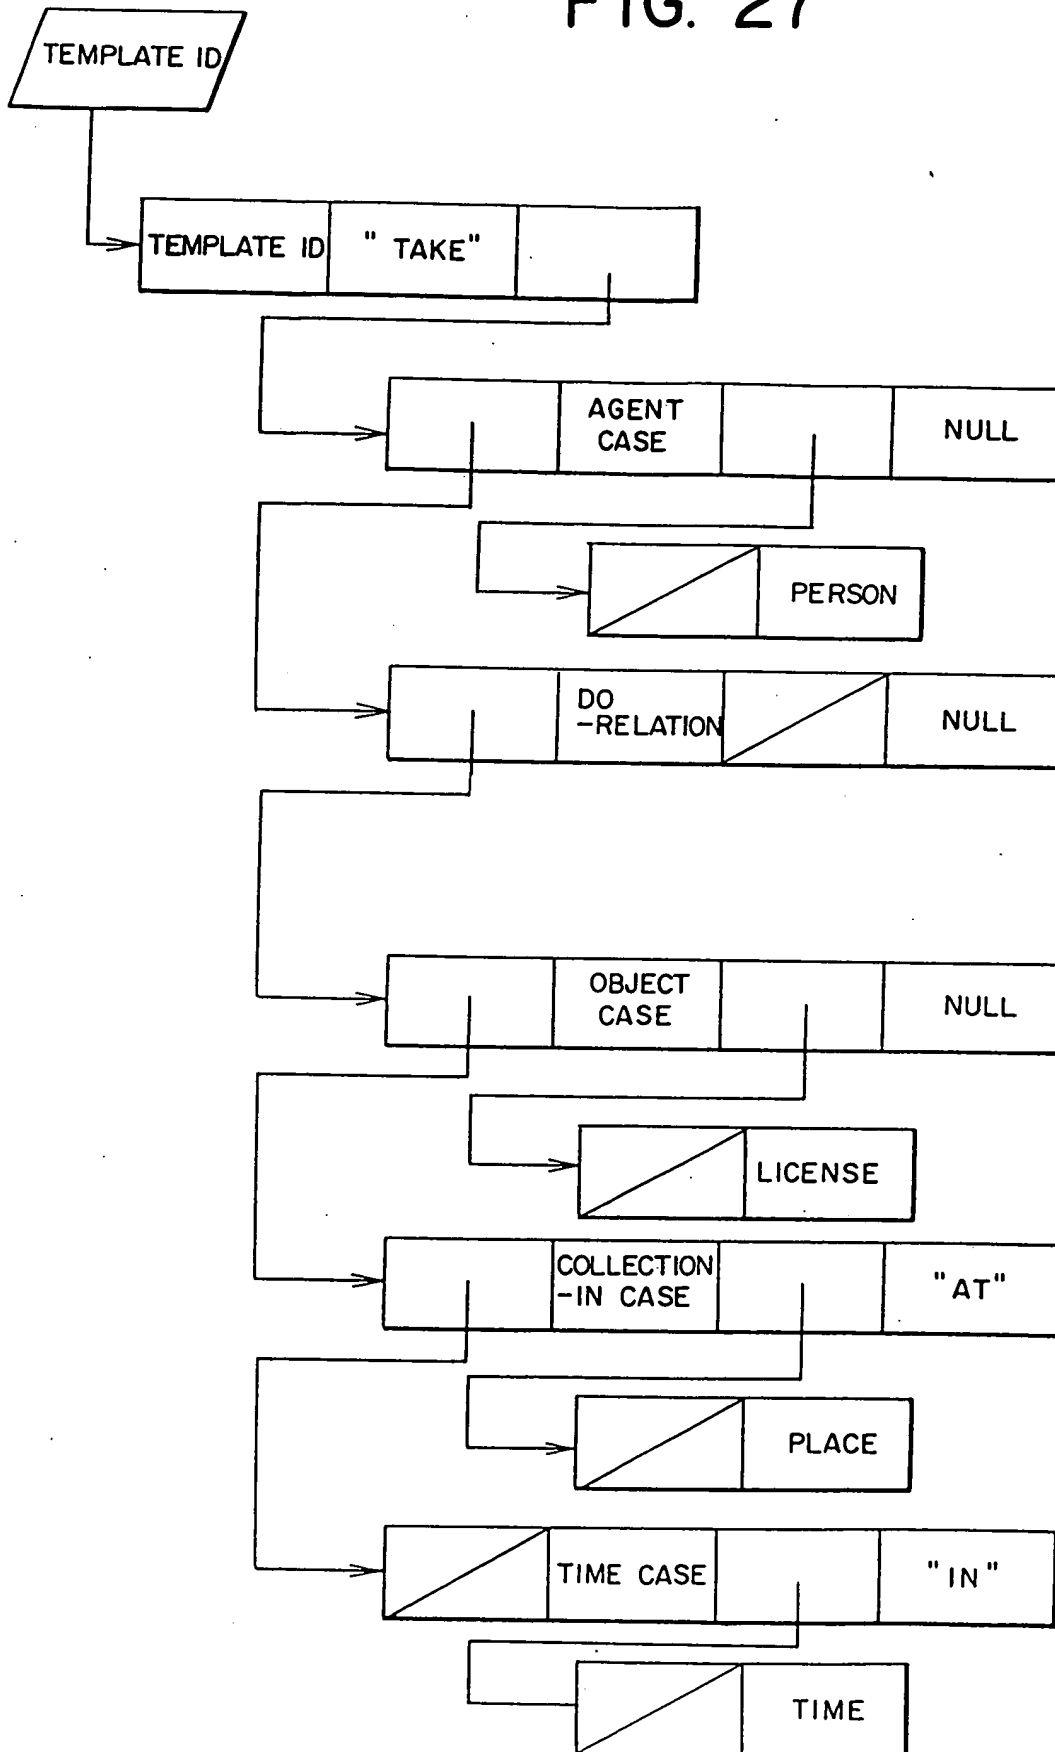 FIG. 27
TEMPLATE ID
TEMPLATE ID " TAKE"
AGENT
CASE
NULL
PERSON
DO
-RELATION
NULL
OBJECT
CASE
NULL
LICENSE
COLLECTION
-IN CASE
"AT"
PLACE
TIME CASE
"IN"
TIME